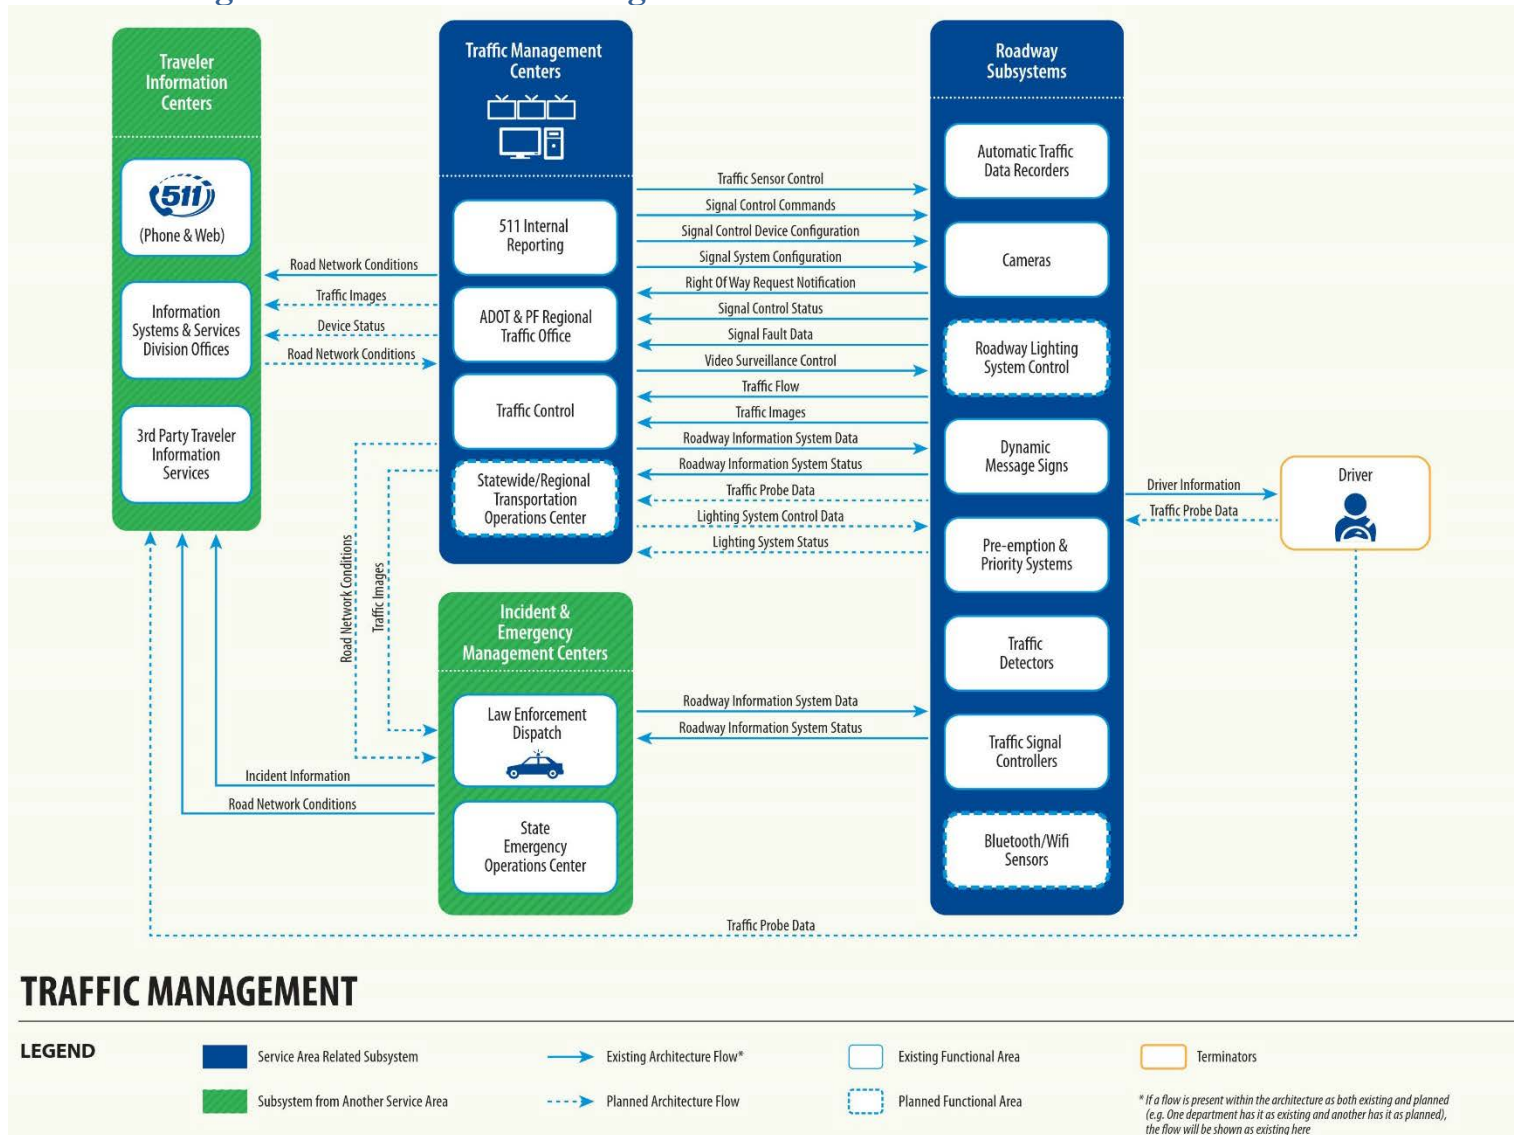 Traveler
Information
Centers
511
(Phone & Web)
Information
Systems & Services
Division Offices
3rd Party Traveler
Information
Services
Road Network Conditions
Traffic Images
Device Status
Road Network Conditions
Traffic Management
Centers
511 Internal
Reporting
ADOT & PF Regional
Traffic Office
Traffic Control
Statewide/Regional
Transportation
Operations Center
Road Network Conditions
Traffic Images
Incident &
Emergency
Management Centers
Law Enforcement
Dispatch
State
Emergency
Operations Center
Incident Information
Road Network Conditions
Traffic Sensor Control
Signal Control Commands
Signal Control Device Configuration
Signal System Configuration
Right Of Way Request Notification
Signal Control Status
Signal Fault Data
Video Surveillance Control
Traffic Flow
Traffic Images
Roadway Information System Data
Roadway Information System Status
Traffic Probe Data
Lighting System Control Data
Lighting System Status
Roadway Information System Data
Roadway Information System Status
Roadway
Subsystems
Automatic Traffic
Data Recorders
Cameras
Roadway Lighting
System Control
Dynamic
Message Signs
Pre-emption &
Priority Systems
Traffic
Detectors
Traffic Signal
Controllers
Bluetooth/Wifi
Sensors
Driver Information
Traffic Probe Data
Driver
Traffic Probe Data
TRAFFIC MANAGEMENT
LEGEND
Service Area Related Subsystem
Existing Architecture Flow*
Existing Functional Area
Terminators
Subsystem from Another Service Area
Planned Architecture Flow
Planned Functional Area
* If a flow is present within the architecture as both existing and planned
(e.g. One department has it as existing and another has it as planned),
the flow will be shown as existing here